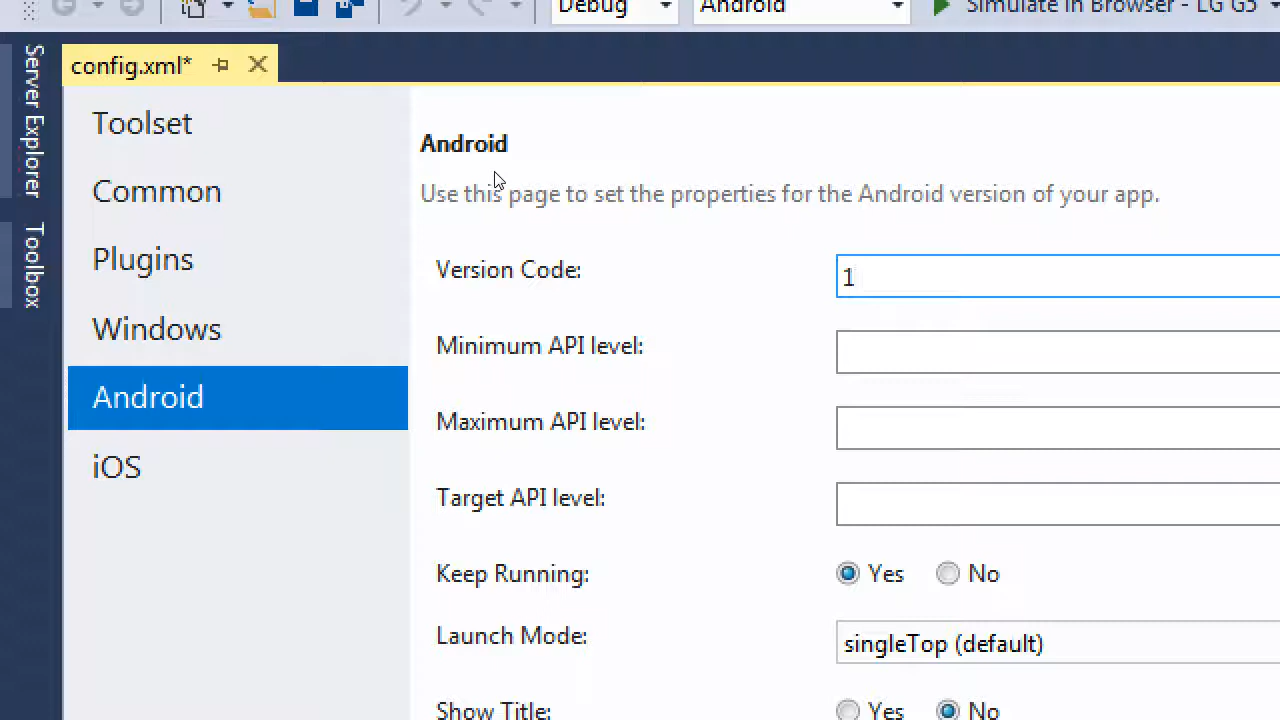 Debug
Android
Simulate in Browser - LG G5
Server Explorer
Toolbox
config.xml*
Toolset
Common
Plugins
Windows
Android
iOS
Android
Use this page to set the properties for the Android version of your app.
Version Code:
1
Minimum API level:
Maximum API level:
Target API level:
Keep Running:
Yes
No
Launch Mode:
singleTop (default)
Show Title:
Yes
No